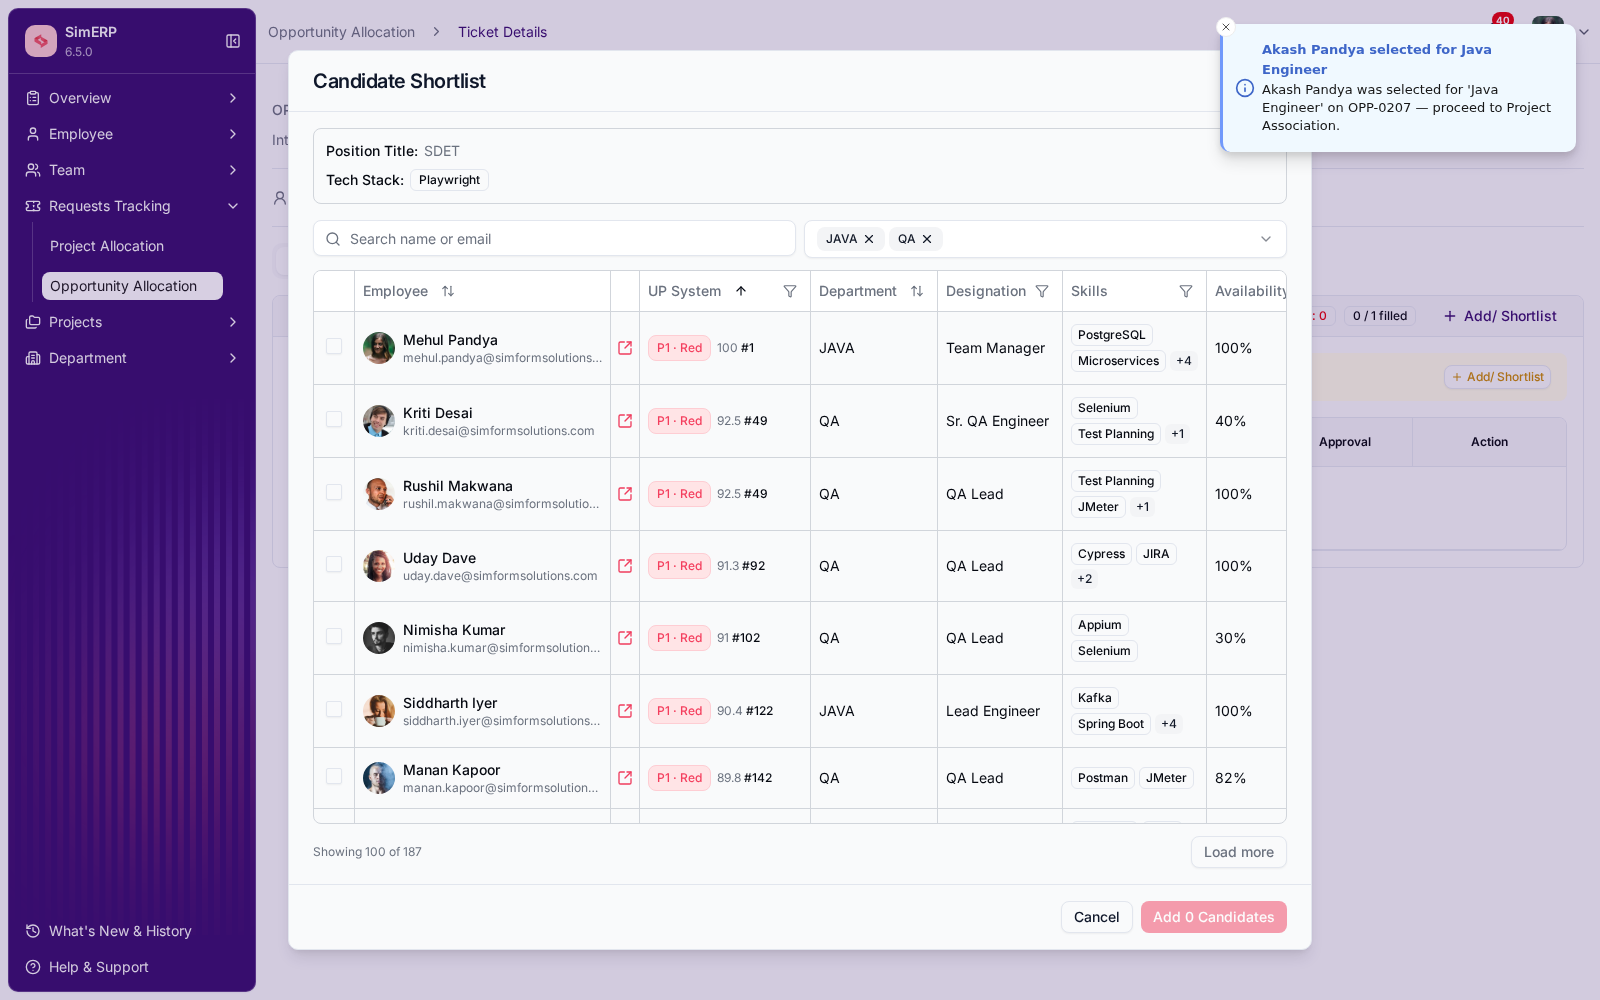 SimERP
6.5.0
Overview
Employee
Team
Requests Tracking
Project Allocation
Opportunity Allocation
Projects
Department
What's New & History
Help & Support
Opportunity Allocation
Ticket Details
40
Akash Pandya selected for Java
Engineer
Akash Pandya was selected for 'Java
Engineer' on OPP-0207 — proceed to Project
Association.
Candidate Shortlist
Position Title: SDET
Tech Stack: Playwright
Search name or email
JAVA
QA
Employee
UP System
Department
Designation
Skills
Availability
Mehul Pandya
mehul.pandya@simformsolutions...
P1 · Red 100 #1
JAVA
Team Manager
PostgreSQL
Microservices +4
100%
Kriti Desai
kriti.desai@simformsolutions.com
P1 · Red 92.5 #49
QA
Sr. QA Engineer
Selenium
Test Planning +1
40%
Rushil Makwana
rushil.makwana@simformsolutio...
P1 · Red 92.5 #49
QA
QA Lead
Test Planning
JMeter +1
100%
Uday Dave
uday.dave@simformsolutions.com
P1 · Red 91.3 #92
QA
QA Lead
Cypress JIRA
+2
100%
Nimisha Kumar
nimisha.kumar@simformsolution...
P1 · Red 91 #102
QA
QA Lead
Appium
Selenium
30%
Siddharth Iyer
siddharth.iyer@simformsolutions...
P1 · Red 90.4 #122
JAVA
Lead Engineer
Kafka
Spring Boot +4
100%
Manan Kapoor
manan.kapoor@simformsolution...
P1 · Red 89.8 #142
QA
QA Lead
Postman JMeter
82%
Showing 100 of 187
Load more
Cancel
Add 0 Candidates
: 0
0 / 1 filled
Add/ Shortlist
Add/ Shortlist
Approval
Action